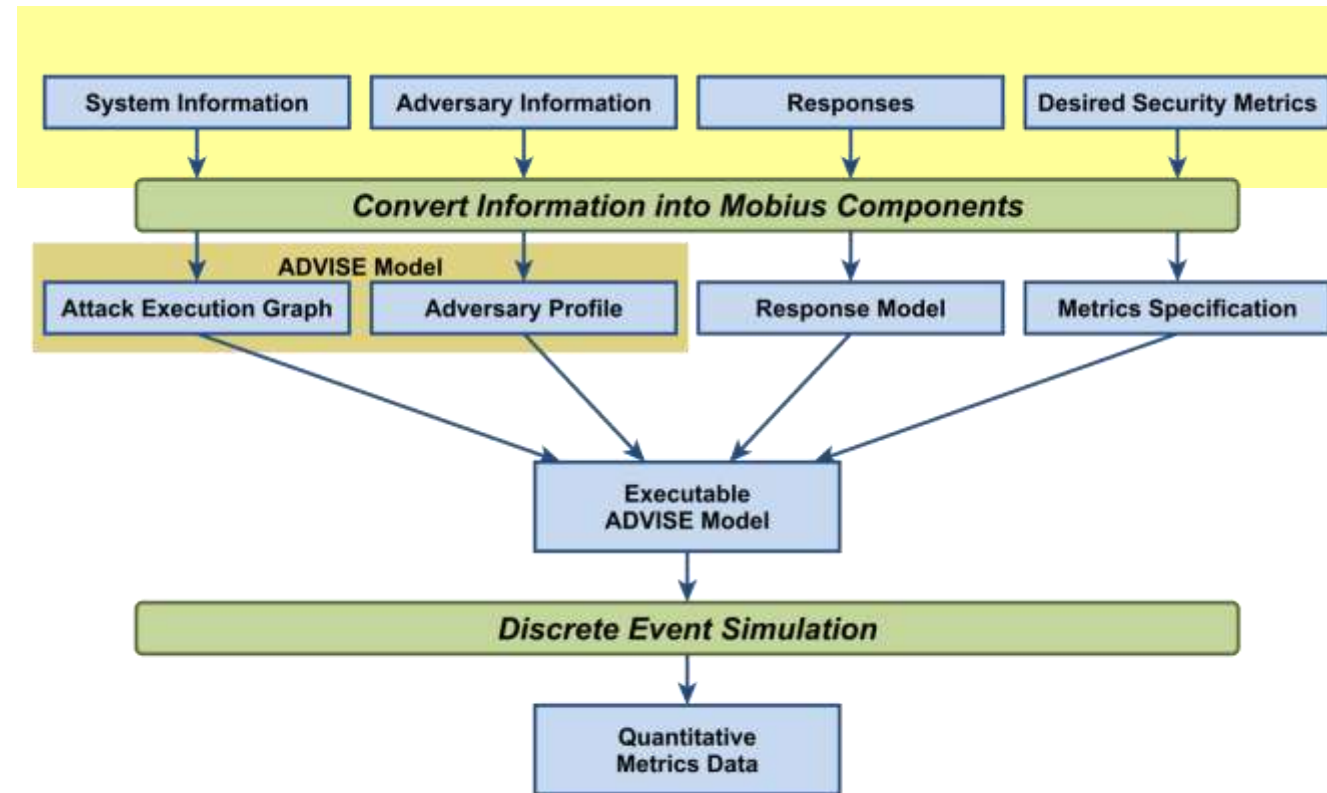 System Information
Adversary Information
Responses
Desired Security Metrics
Convert Information into Mobius Components
ADVISE Model
Attack Execution Graph
Adversary Profile
Response Model
Metrics Specification
Executable
ADVISE Model
Discrete Event Simulation
Quantitative
Metrics Data